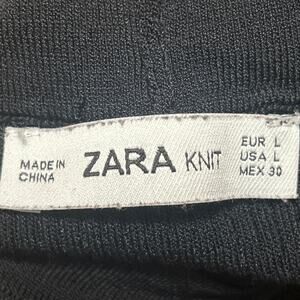 MADE IN
CHINA
ZARA KNIT
EUR L
USA L
MEX 30